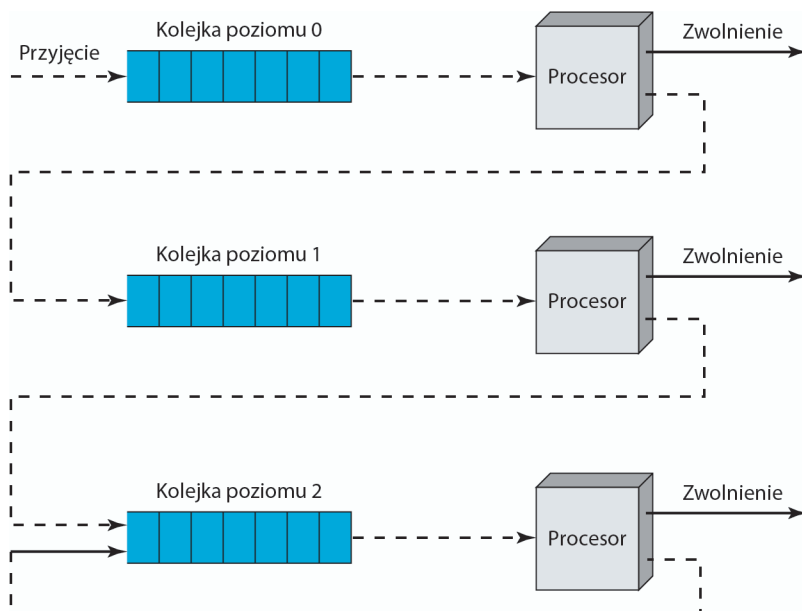 Kolejka poziomu 0
Zwolnienie
Przyjęcie
Procesor
Kolejka poziomu 1
Zwolnienie
Procesor
Kolejka poziomu 2
Zwolnienie
Procesor